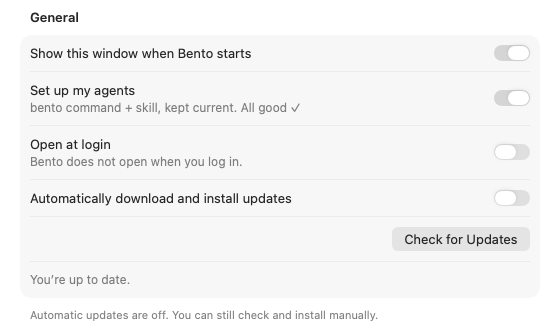 General
Show this window when Bento starts
Set up my agents
bento command + skill, kept current. All good ✓
Open at login
Bento does not open when you log in.
Automatically download and install updates
Check for Updates
You’re up to date.
Automatic updates are off. You can still check and install manually.